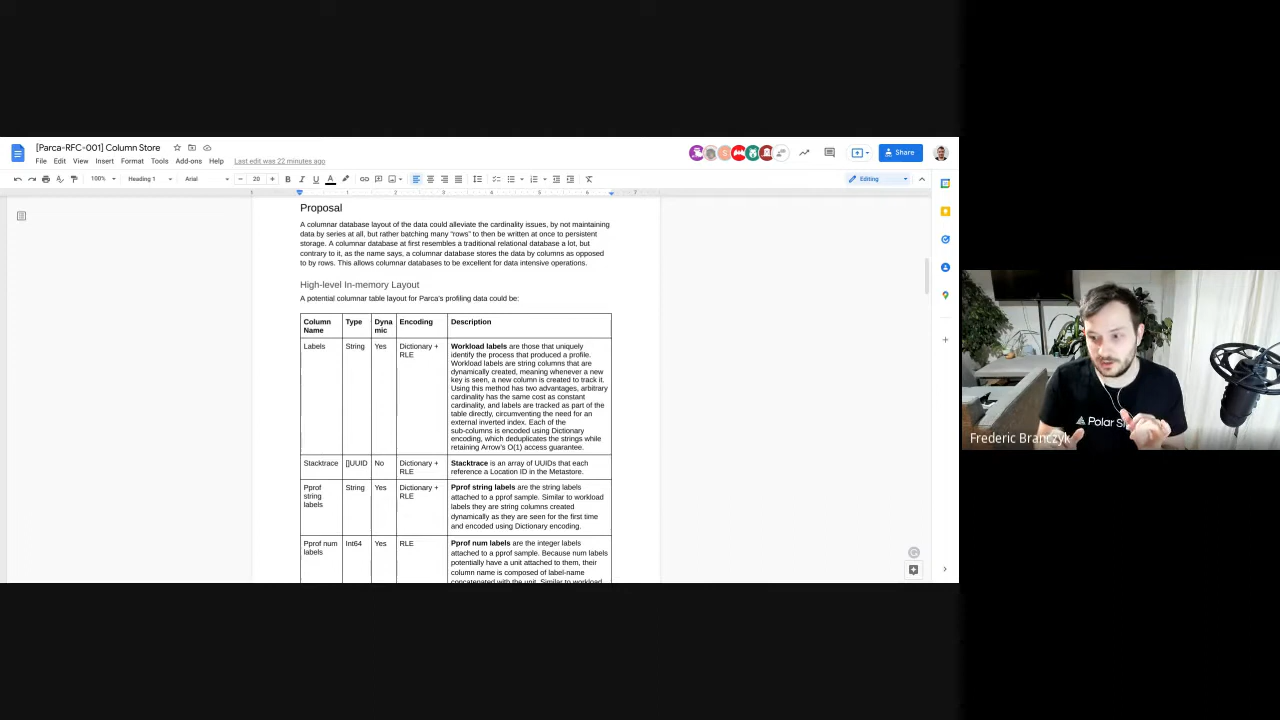 [Parca-RFC-001] Column Store
File Edit View Insert Format Tools Add-ons Help Last edit was 22 minutes ago
Share
100% Heading 1 Arial 20 Editing
Proposal
A columnar database layout of the data could alleviate the cardinality issues, by not maintaining
data by series at all, but rather batching many “rows” to then be written at once to persistent
storage. A columnar database at first resembles a traditional relational database a lot, but
contrary to it, as the name says, a columnar database stores the data by columns as opposed
to by rows. This allows columnar databases to be excellent for data intensive operations.
High-level In-memory Layout
A potential columnar table layout for Parca's profiling data could be:
Column Name
Type
Dyna mic
Encoding
Description
Labels
String
Yes
Dictionary +
RLE
Workload labels are those that uniquely
identify the process that produced a profile.
Workload labels are string columns that are
dynamically created, meaning whenever a new
key is seen, a new column is created to track it.
Using this method has two advantages, arbitrary
cardinality has the same cost as constant
cardinality, and labels are tracked as part of the
table directly, circumventing the need for an
external inverted index. Each of the
sub-columns is encoded using Dictionary
encoding, which deduplicates the strings while
retaining Arrow's O(1) access guarantee.
Stacktrace
[]UUID
No
Dictionary +
RLE
Stacktrace is an array of UUIDs that each
reference a Location ID in the Metastore.
Pprof
string
labels
String
Yes
Dictionary +
RLE
Pprof string labels are the string labels
attached to a pprof sample. Similar to workload
labels they are string columns created
dynamically as they are seen for the first time
and encoded using Dictionary encoding.
Pprof num
labels
Int64
Yes
RLE
Pprof num labels are the integer labels
attached to a pprof sample. Because num labels
potentially have a unit attached to them, their
column name is composed of label-name
concatenated with the unit. Similar to workload
Polar Si
Frederic Branczyk